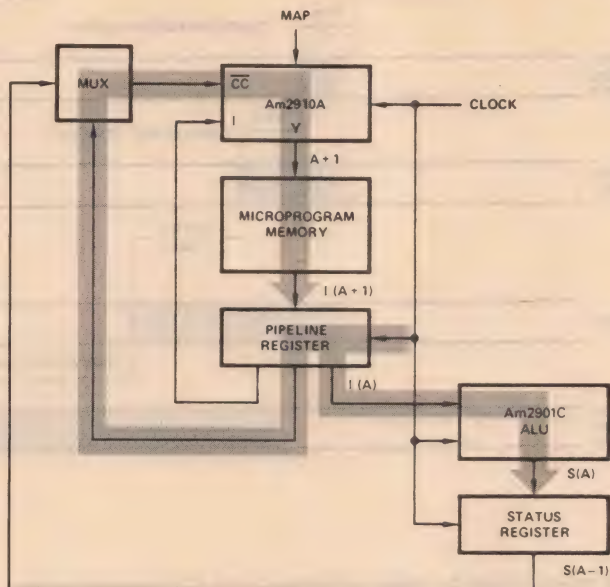 MAP
MUX
CC
Am2910A
I
Y
CLOCK
A + 1
MICROPROGRAM
MEMORY
I (A + 1)
PIPELINE
REGISTER
I (A)
Am2901C
ALU
S(A)
STATUS
REGISTER
S(A−1)